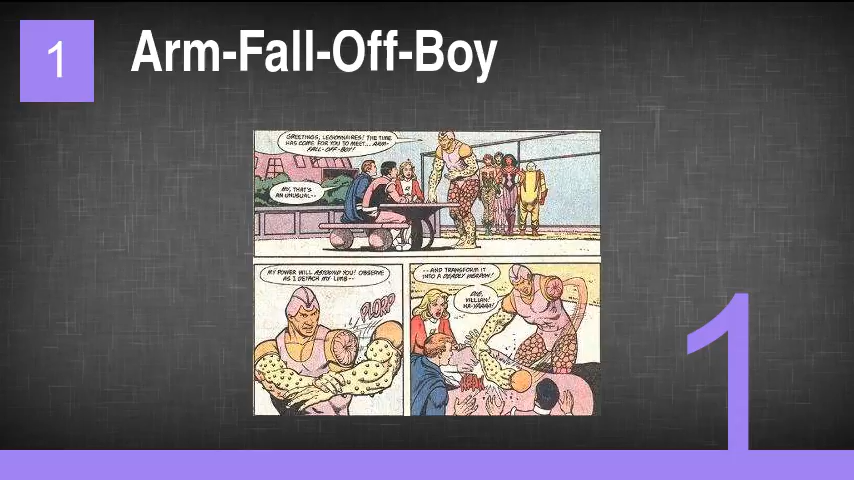 1
Arm-Fall-Off-Boy
GREETINGS, LEGIONNAIRES! THE TIME
HAS COME FOR YOU TO MEET... ARM-
FALL-OFF-BOY!
MY, THAT'S
AN UNUSUAL--
MY POWER WILL ASTOUND YOU! OBSERVE
AS I DETACH MY LIMB--
PLORP
--AND TRANSFORM IT
INTO A DEADLY WEAPON!
DIE,
VILLIAN!
HA-YAAAA!
1